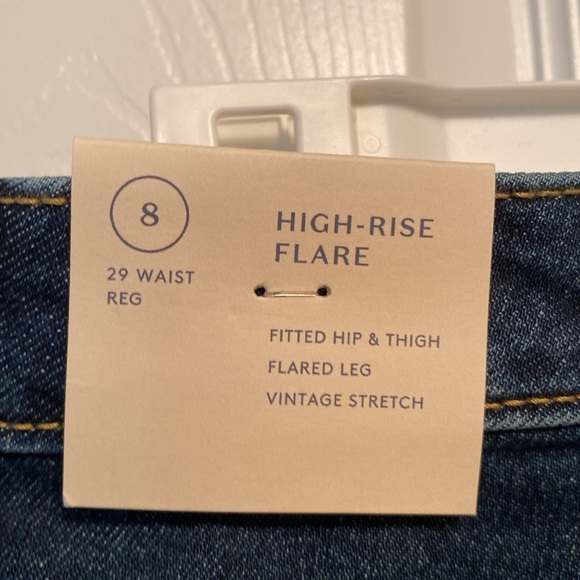 8
29 WAIST
REG
HIGH-RISE
FLARE
FITTED HIP & THIGH
FLARED LEG
VINTAGE STRETCH